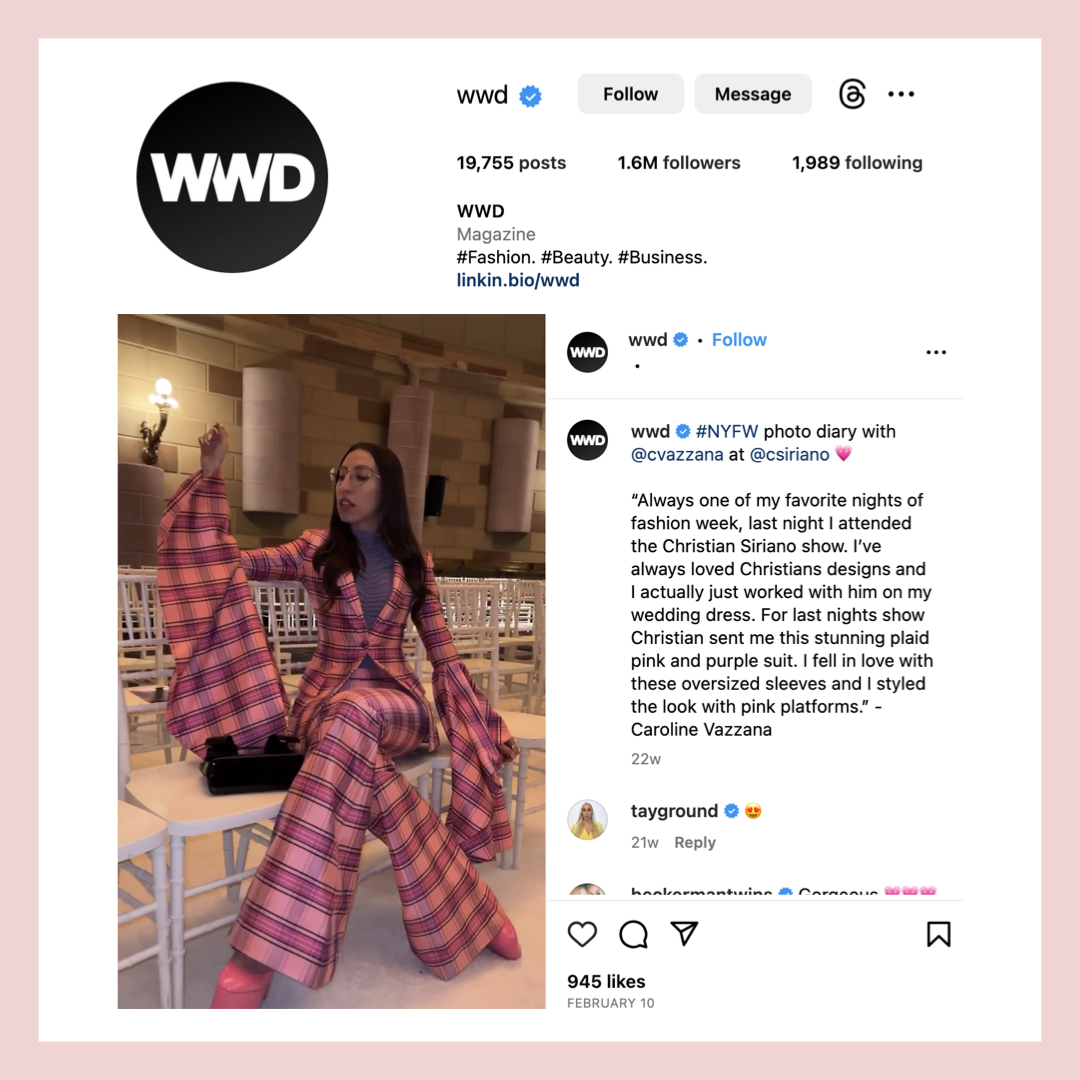 WWD
wwd
Follow
Message
19,755 posts
1.6M followers
1,989 following
WWD
Magazine
#Fashion. #Beauty. #Business.
linkin.bio/wwd
WWD
wwd • Follow
•
WWD
wwd #NYFW photo diary with
@cvazzana at @csiriano 💗
“Always one of my favorite nights of
fashion week, last night I attended
the Christian Siriano show. I’ve
always loved Christians designs and
I actually just worked with him on my
wedding dress. For last nights show
Christian sent me this stunning plaid
pink and purple suit. I fell in love with
these oversized sleeves and I styled
the look with pink platforms.” -
Caroline Vazzana
22w
tayground 😍
21w Reply
bookermantwins Gorgeous 💗💗💗
945 likes
FEBRUARY 10